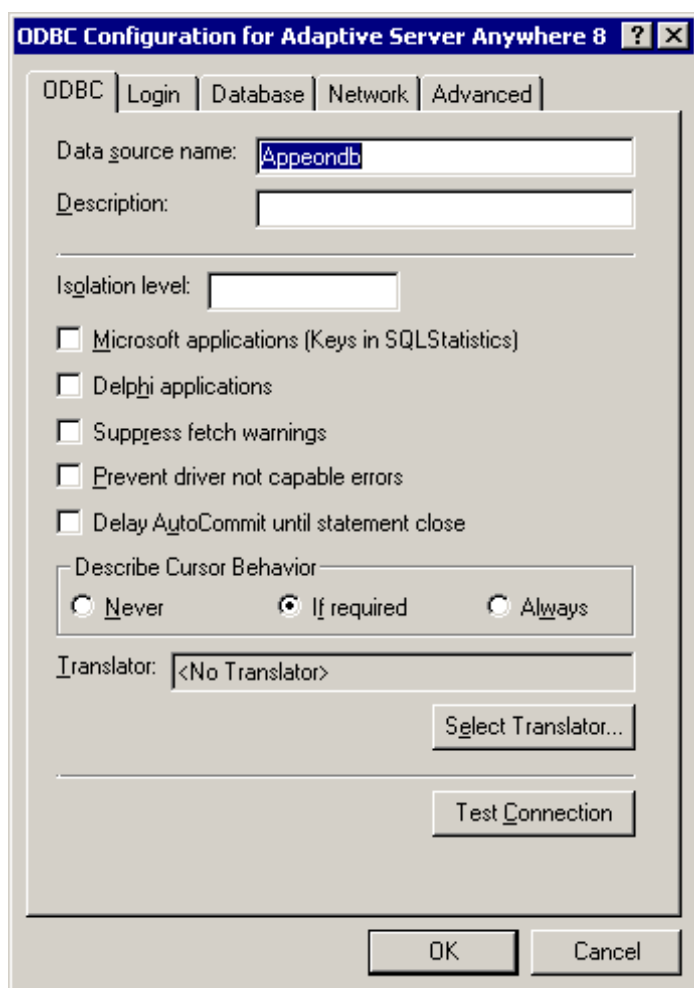 ODBC Configuration for Adaptive Server Anywhere 8
ODBC Login Database Network Advanced
Data source name: Appeondb
Description:
Isolation level:
Microsoft applications (Keys in SQLStatistics)
Delphi applications
Suppress fetch warnings
Prevent driver not capable errors
Delay AutoCommit until statement close
Describe Cursor Behavior
Never If required Always
Translator: <No Translator>
Select Translator...
Test Connection
OK Cancel